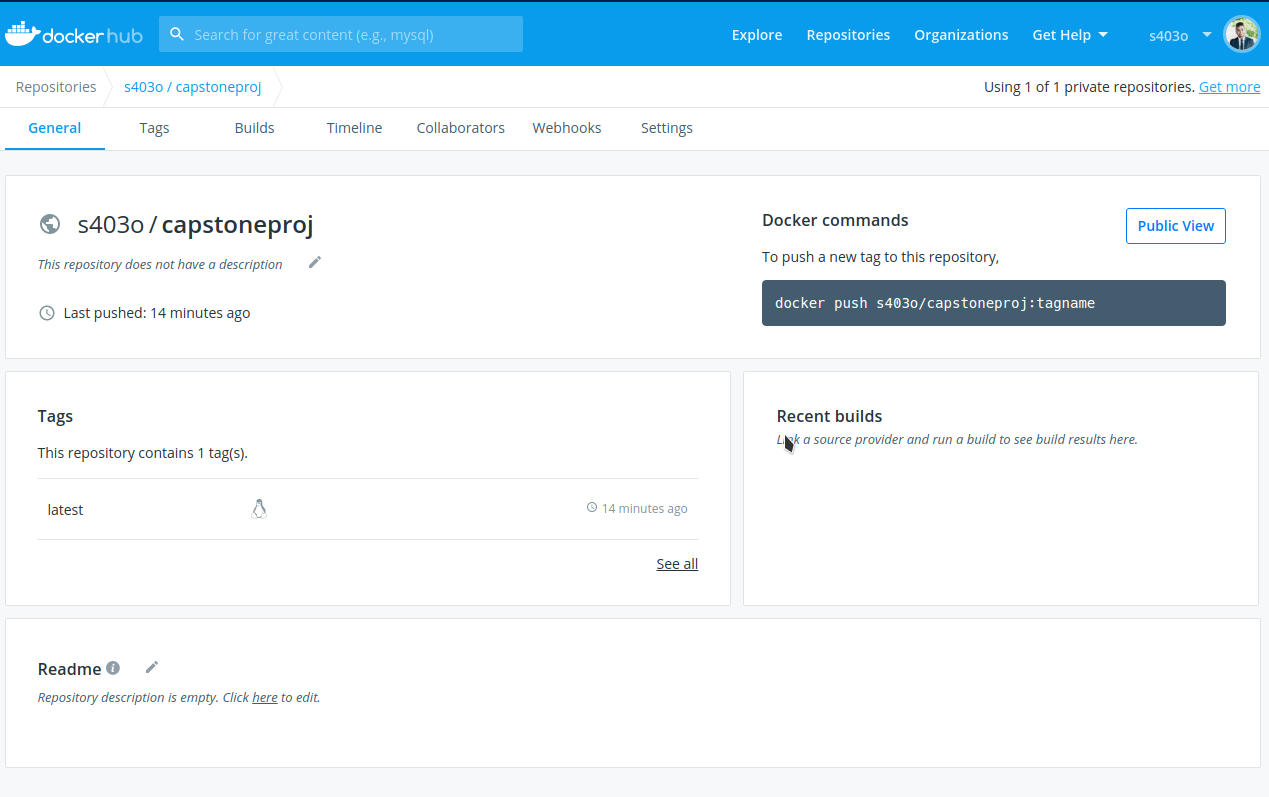 docker hub
Search for great content (e.g., mysql)
Explore
Repositories
Organizations
Get Help
s403o
Repositories
s403o / capstoneproj
Using 1 of 1 private repositories. Get more
General
Tags
Builds
Timeline
Collaborators
Webhooks
Settings
s403o / capstoneproj
This repository does not have a description
Last pushed: 14 minutes ago
Docker commands
Public View
To push a new tag to this repository,
docker push s403o/capstoneproj:tagname
Tags
This repository contains 1 tag(s).
latest
14 minutes ago
See all
Recent builds
Link a source provider and run a build to see build results here.
Readme
Repository description is empty. Click here to edit.